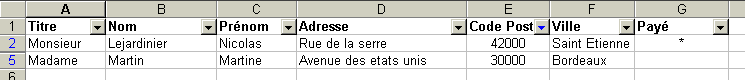 A B C D E F G
1 Titre Nom Prénom Adresse Code Post Ville Payé
2 Monsieur Lejardinier Nicolas Rue de la serre 42000 Saint Etienne *
5 Madame Martin Martine Avenue des etats unis 30000 Bordeaux
6